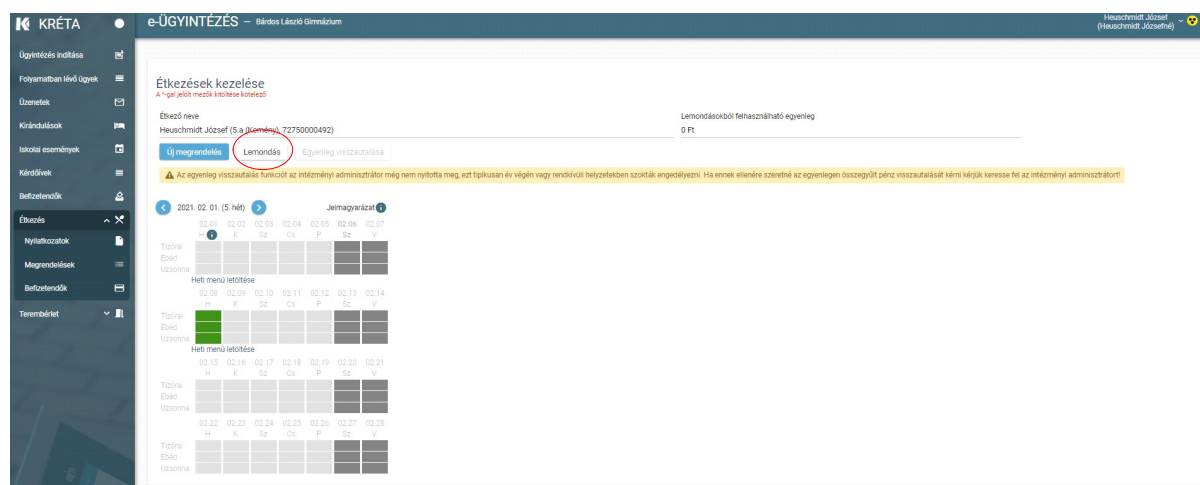 KRÉTA
e-ÜGYINTÉZÉS – Bárdos László Gimnázium
Heuschmidt József
(Heuschmidt Józsefné)
Ügyintézés indítása
Folyamatban lévő ügyek
Üzenetek
Kirándulások
Iskolai események
Kérdőívek
Befizetendők
Étkezés
Nyilatkozatok
Megrendelések
Befizetendők
Terembérlet
Étkezések kezelése
A *-gal jelölt mezők kitöltése kötelező
Étkező neve
Heuschmidt József (5.a (Kemény), 72750000492)
Lemondásokból felhasználható egyenleg
0 Ft
Új megrendelés Lemondás Egyenleg visszautalása
Az egyenleg visszautalás funkciót az intézményi adminisztrátor még nem nyitotta meg, ezt tipikusan év végén vagy rendkívüli helyzetekben szokták engedélyezni. Ha ennek ellenére szeretné az egyenlegen összegyűlt pénz visszautalását kérni kérjük keresse fel az intézményi adminisztrátort!
2021. 02. 01. (5. hét) Jelmagyarázat
02.01 02.02 02.03 02.04 02.05 02.06 02.07
H K Sz Cs P Sz V
Tízórai
Ebéd
Uzsonna
Heti menü letöltése
02.08 02.09 02.10 02.11 02.12 02.13 02.14
H K Sz Cs P Sz V
Tízórai
Ebéd
Uzsonna
Heti menü letöltése
02.15 02.16 02.17 02.18 02.19 02.20 02.21
H K Sz Cs P Sz V
Tízórai
Ebéd
Uzsonna
02.22 02.23 02.24 02.25 02.26 02.27 02.28
H K Sz Cs P Sz V
Tízórai
Ebéd
Uzsonna